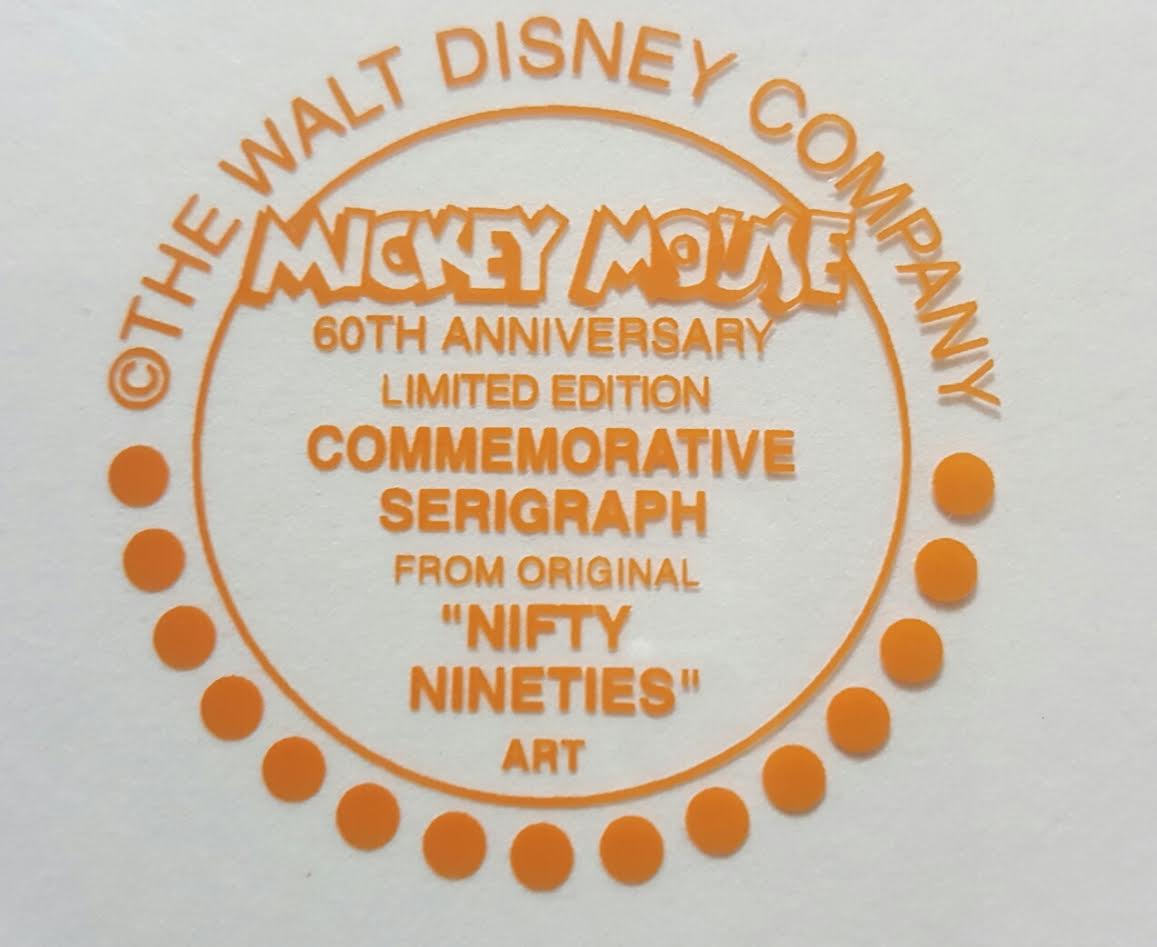 ©THE WALT DISNEY COMPANY
MICKEY MOUSE
60TH ANNIVERSARY
LIMITED EDITION
COMMEMORATIVE
SERIGRAPH
FROM ORIGINAL
"NIFTY
NINETIES"
ART